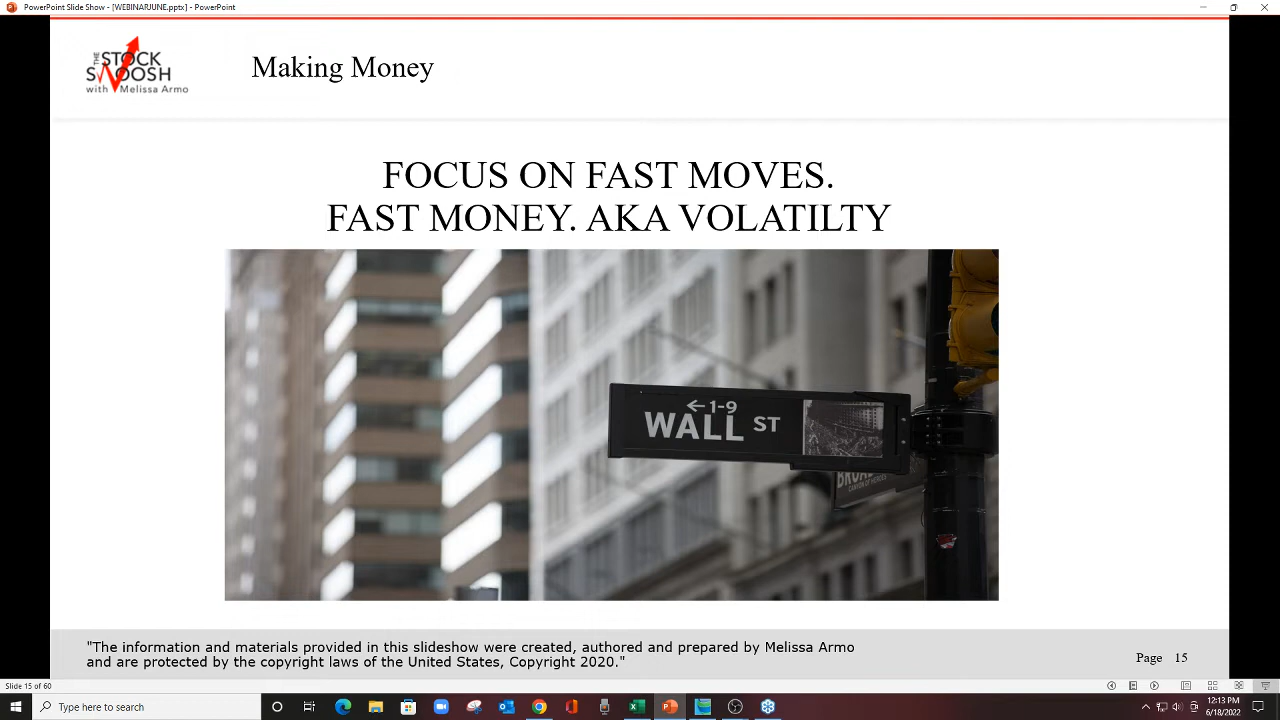 PowerPoint Slide Show - [WEBINARJUNE.pptx] - PowerPoint
THE STOCK
SWOOSH
with Melissa Armo
Making Money
FOCUS ON FAST MOVES.
FAST MONEY. AKA VOLATILTY
←1-9
WALL ST
CANYON OF HEROES
"The information and materials provided in this slideshow were created, authored and prepared by Melissa Armo
and are protected by the copyright laws of the United States, Copyright 2020."
Page 15
Slide 15 of 60
Type here to search
12:13 PM
6/18/2022